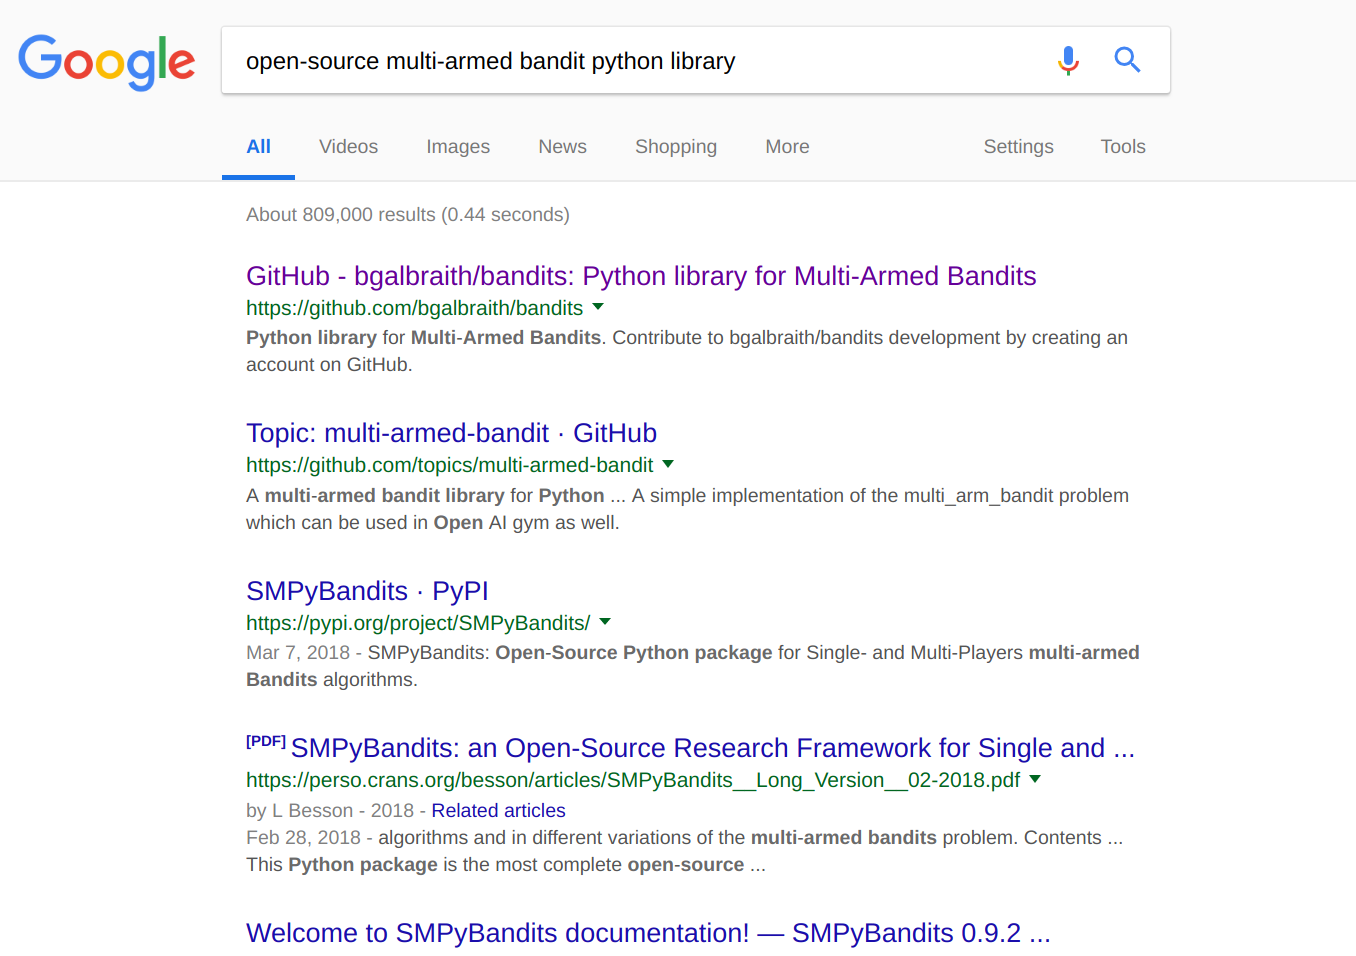 Google
open-source multi-armed bandit python library
All Videos Images News Shopping More Settings Tools
About 809,000 results (0.44 seconds)
GitHub - bgalbraith/bandits: Python library for Multi-Armed Bandits
https://github.com/bgalbraith/bandits
Python library for Multi-Armed Bandits. Contribute to bgalbraith/bandits development by creating an
account on GitHub.
Topic: multi-armed-bandit · GitHub
https://github.com/topics/multi-armed-bandit
A multi-armed bandit library for Python ... A simple implementation of the multi_arm_bandit problem
which can be used in Open AI gym as well.
SMPyBandits · PyPI
https://pypi.org/project/SMPyBandits/
Mar 7, 2018 - SMPyBandits: Open-Source Python package for Single- and Multi-Players multi-armed
Bandits algorithms.
[PDF] SMPyBandits: an Open-Source Research Framework for Single and ...
https://perso.crans.org/besson/articles/SMPyBandits__Long_Version__02-2018.pdf
by L Besson - 2018 - Related articles
Feb 28, 2018 - algorithms and in different variations of the multi-armed bandits problem. Contents ...
This Python package is the most complete open-source ...
Welcome to SMPyBandits documentation! — SMPyBandits 0.9.2 ...